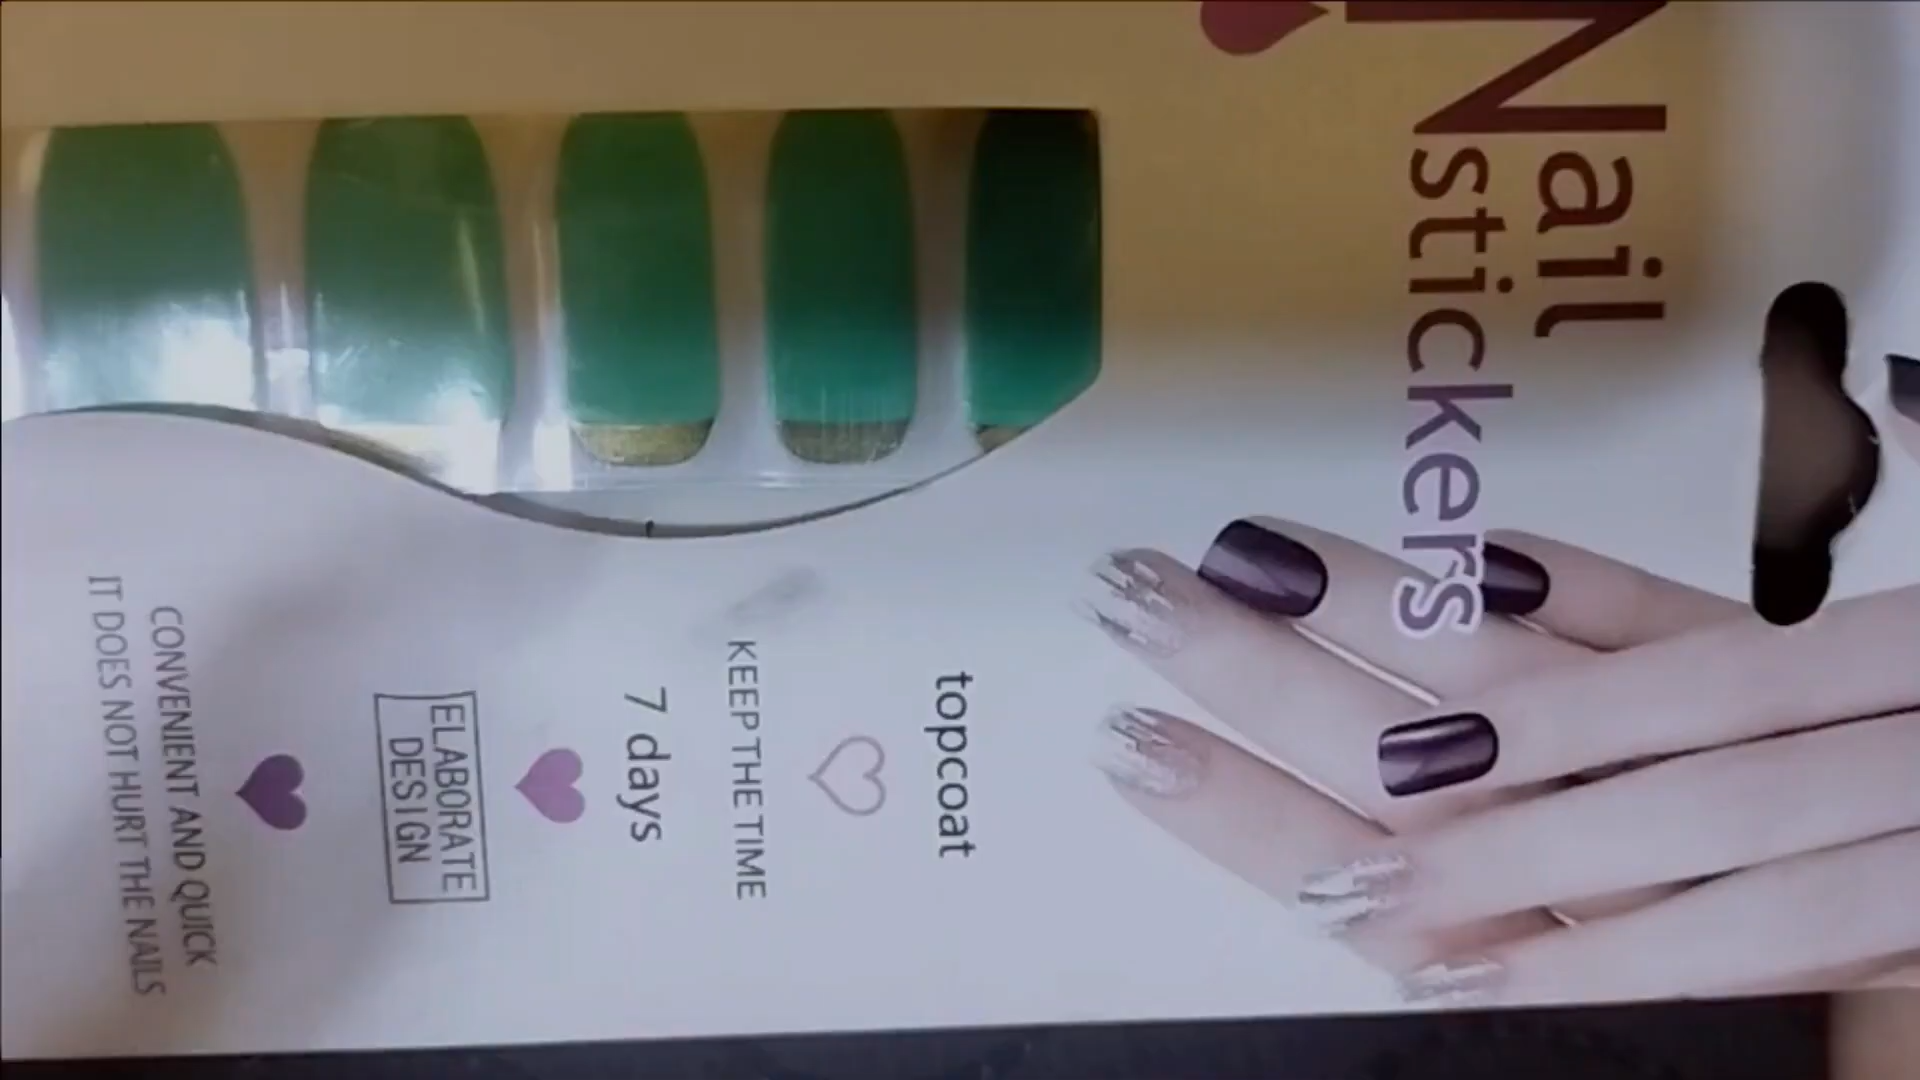 Nail
stickers
topcoat
KEEP THE TIME
7 days
ELABORATE
DESIGN
CONVENIENT AND QUICK
IT DOES NOT HURT THE NAILS